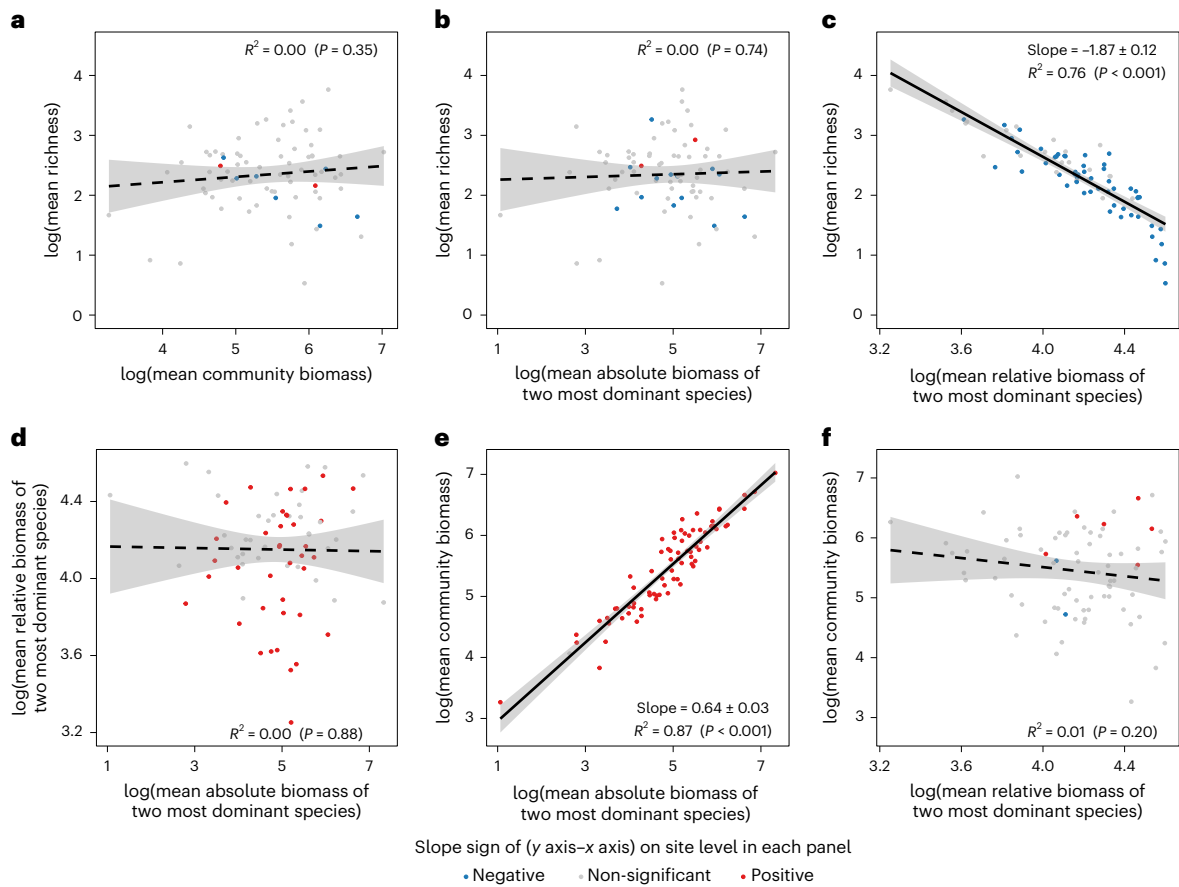 a
R² = 0.00 (P = 0.35)
log(mean richness)
4
3
2
1
0
4
5
6
7
log(mean community biomass)
b
R² = 0.00 (P = 0.74)
log(mean richness)
4
3
2
1
0
1
3
5
7
log(mean absolute biomass of
two most dominant species)
c
Slope = –1.87 ± 0.12
R² = 0.76 (P < 0.001)
log(mean richness)
4
3
2
1
0
3.2
3.6
4.0
4.4
log(mean relative biomass of
two most dominant species)
d
log(mean relative biomass of
two most dominant species)
4.4
4.0
3.6
3.2
R² = 0.00 (P = 0.88)
1
3
5
7
log(mean absolute biomass of
two most dominant species)
e
log(mean community biomass)
7
6
5
4
3
Slope = 0.64 ± 0.03
R² = 0.87 (P < 0.001)
1
3
5
7
log(mean absolute biomass of
two most dominant species)
f
log(mean community biomass)
7
6
5
4
3
R² = 0.01 (P = 0.20)
3.2
3.6
4.0
4.4
log(mean relative biomass of
two most dominant species)
Slope sign of (y axis–x axis) on site level in each panel
Negative
Non-significant
Positive